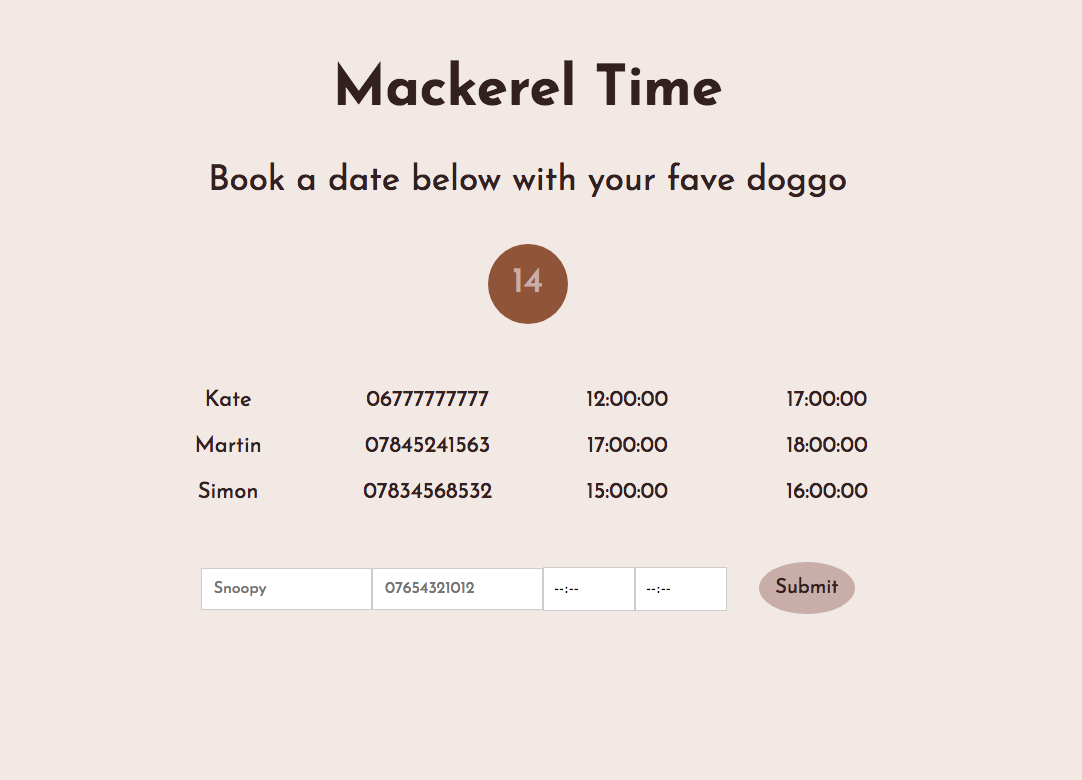 Mackerel Time
Book a date below with your fave doggo
14
Kate 06777777777 12:00:00 17:00:00
Martin 07845241563 17:00:00 18:00:00
Simon 07834568532 15:00:00 16:00:00
Snoopy 07654321012 --:-- --:-- Submit